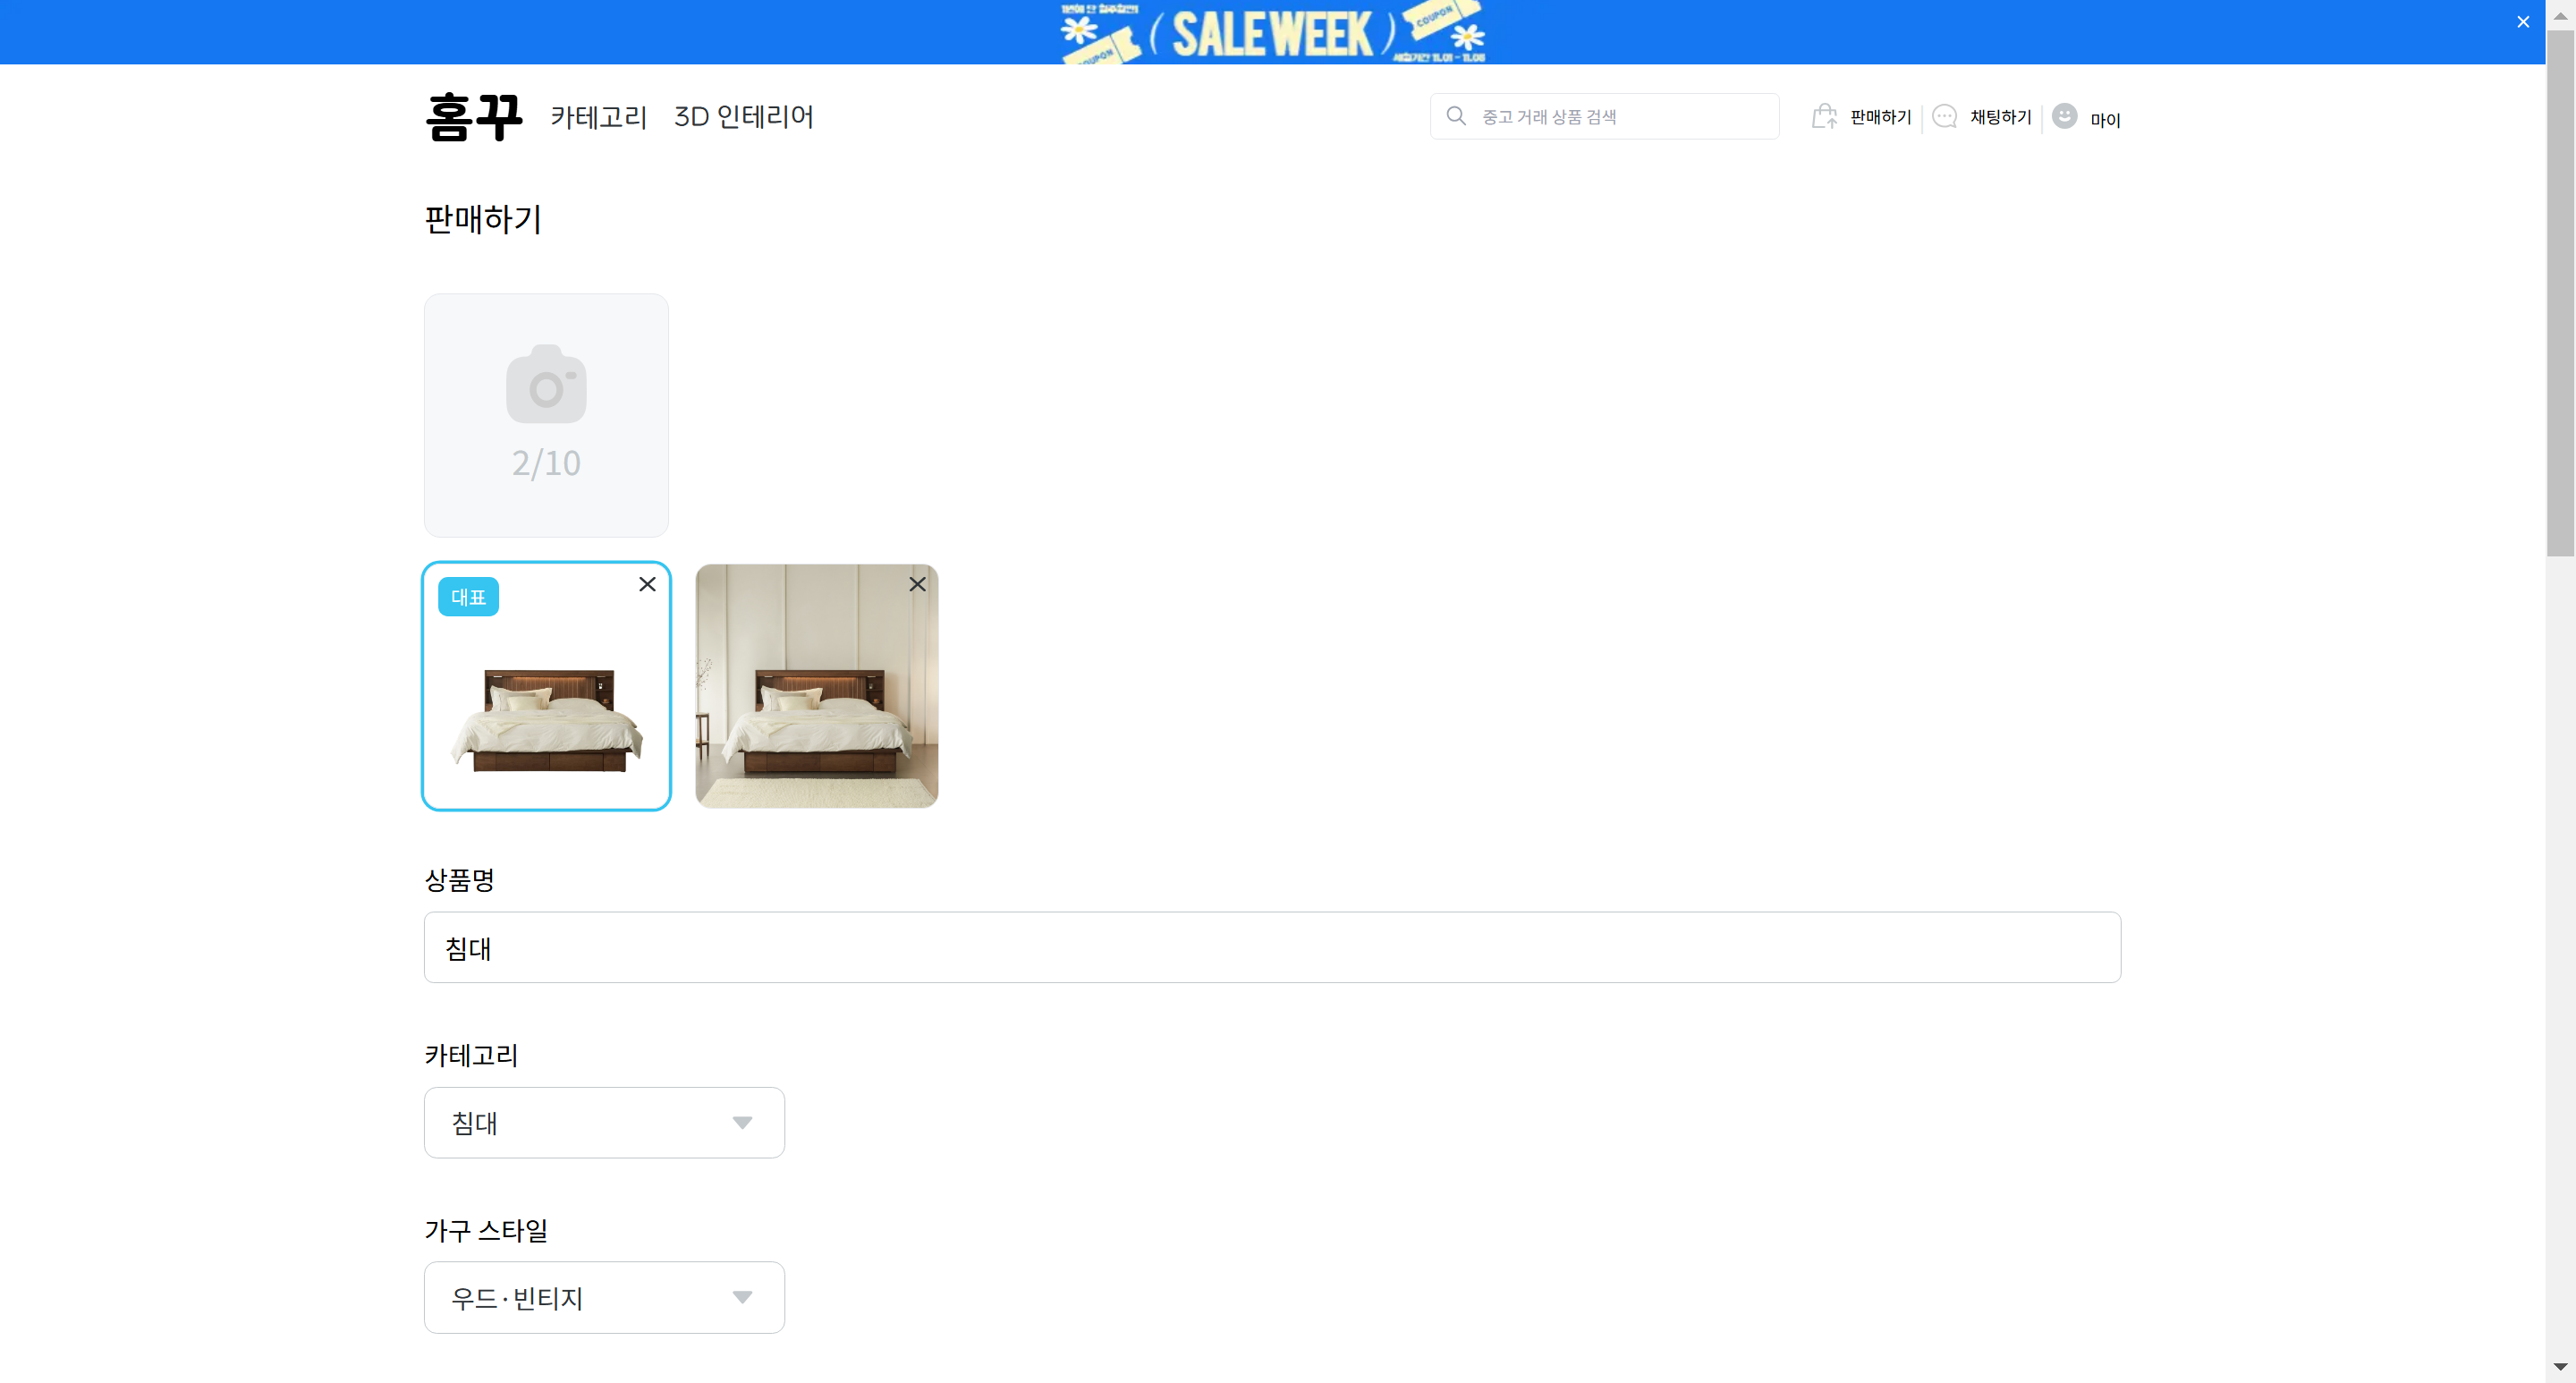 COUPON
( SALE WEEK )
COUPON
홈꾸
카테고리
3D 인테리어
중고 거래 상품 검색
판매하기
채팅하기
마이
판매하기
2/10
대표
상품명
침대
카테고리
침대
가구 스타일
우드·빈티지